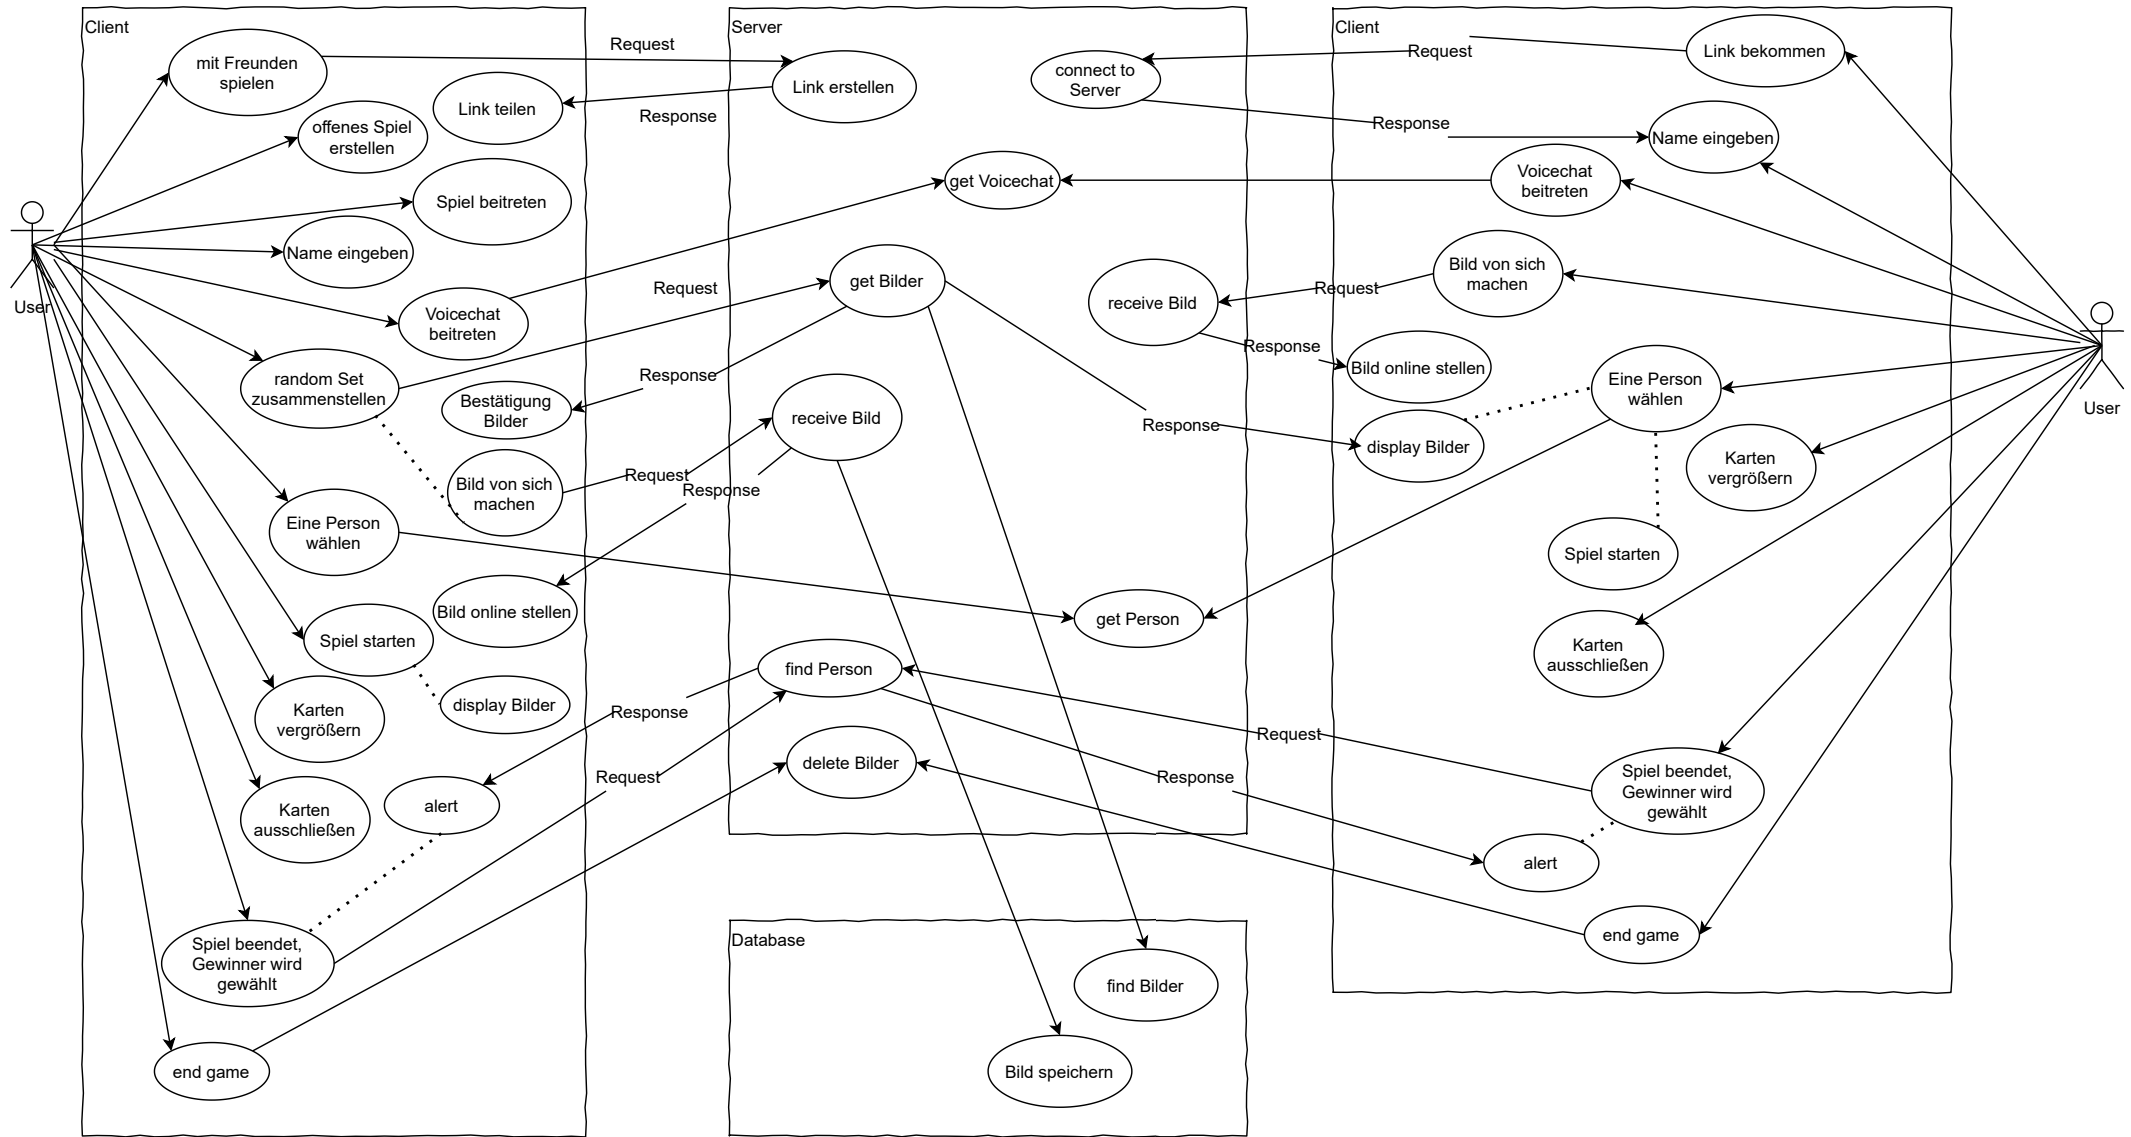 Client
mit Freunden
spielen
offenes Spiel
erstellen
Link teilen
Spiel beitreten
Name eingeben
User
Voicechat
beitreten
random Set
zusammenstellen
Bestätigung
Bilder
Bild von sich
machen
Eine Person
wählen
Bild online stellen
Spiel starten
display Bilder
Karten
vergrößern
alert
Karten
ausschließen
Spiel beendet,
Gewinner wird
gewählt
end game
Request
Response
Request
Response
Request
Response
Response
Request
Server
Link erstellen
connect to
Server
get Voicechat
get Bilder
receive Bild
receive Bild
get Person
find Person
delete Bilder
Database
find Bilder
Bild speichern
Request
Response
Request
Response
Response
Request
Response
Client
Link bekommen
Name eingeben
Voicechat
beitreten
Bild von sich
machen
Bild online stellen
Eine Person
wählen
display Bilder
Karten
vergrößern
User
Spiel starten
Karten
ausschließen
Spiel beendet,
Gewinner wird
gewählt
alert
end game